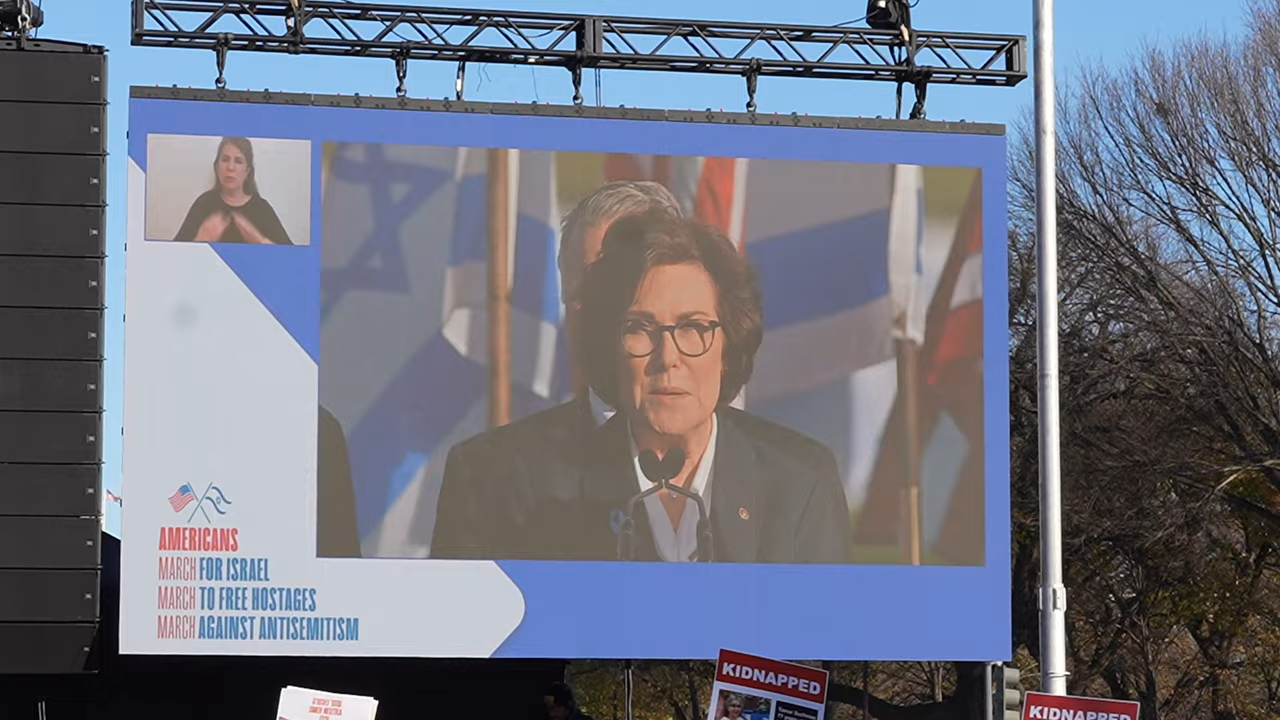 AMERICANS
MARCH FOR ISRAEL
MARCH TO FREE HOSTAGES
MARCH AGAINST ANTISEMITISM
KIDNAPPED
KIDNAPPED